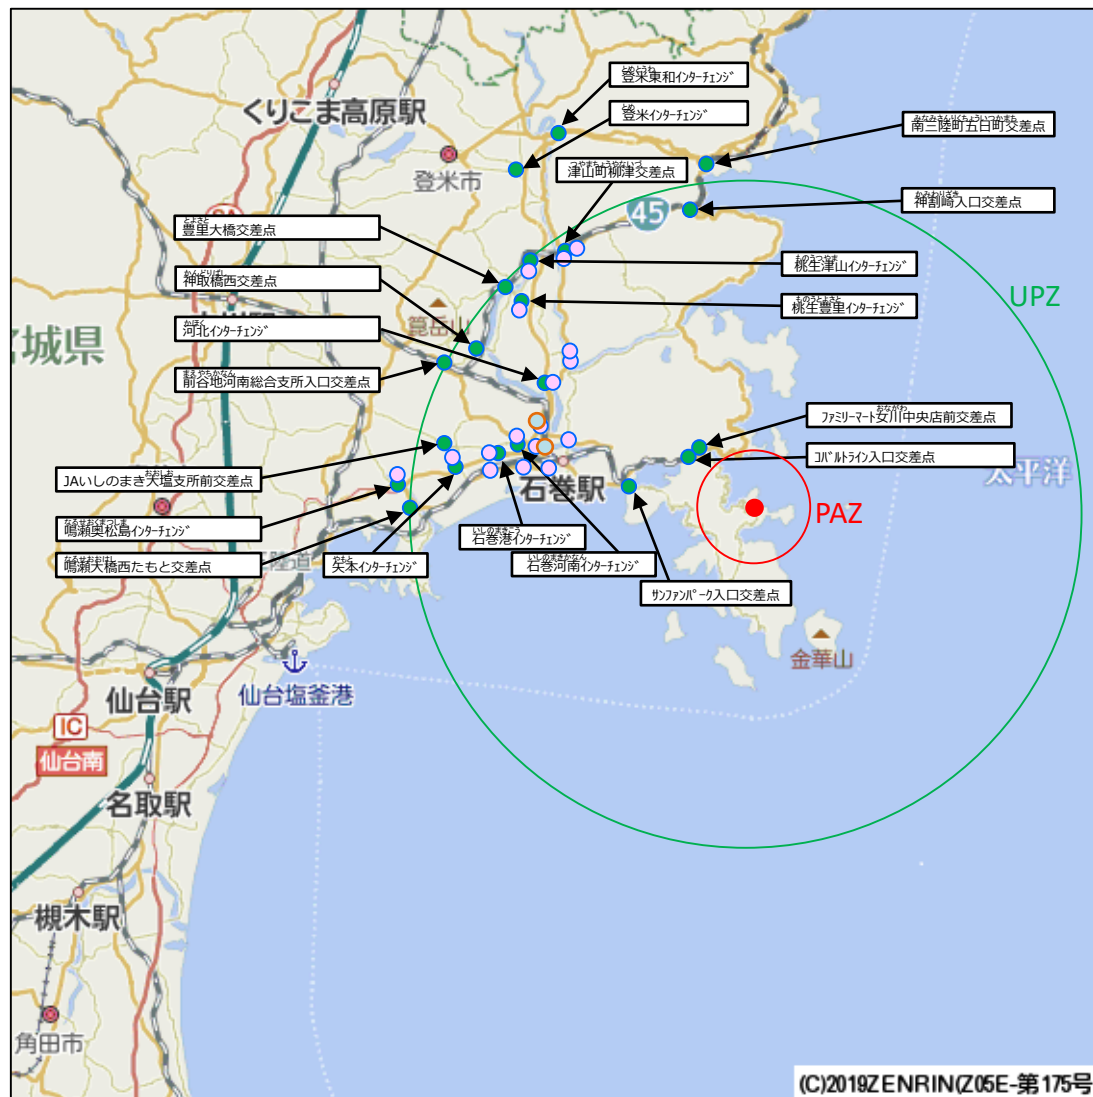 登米東和インターチェンジ
登米インターチェンジ
くりこま高原駅
登米市
南三陸町五日町交差点
津山町柳津交差点
45
神割崎入口交差点
豊里大橋交差点
桃生津山インターチェンジ
神取橋西交差点
桃生豊里インターチェンジ
UPZ
箟岳山
河北インターチェンジ
宮城県
前谷地河南総合支所入口交差点
ファミリーマート女川中央店前交差点
コバルトライン入口交差点
太平洋
JAいしのまき大塩支所前交差点
石巻駅
PAZ
鳴瀬奥松島インターチェンジ
石巻港インターチェンジ
鳴瀬大橋西たもと交差点
矢本インターチェンジ
石巻河南インターチェンジ
サンファンパーク入口交差点
金華山
仙台駅
仙台塩釜港
IC
仙台南
名取駅
槻木駅
角田市
(C)2019ZENRIN(Z05E-第175号